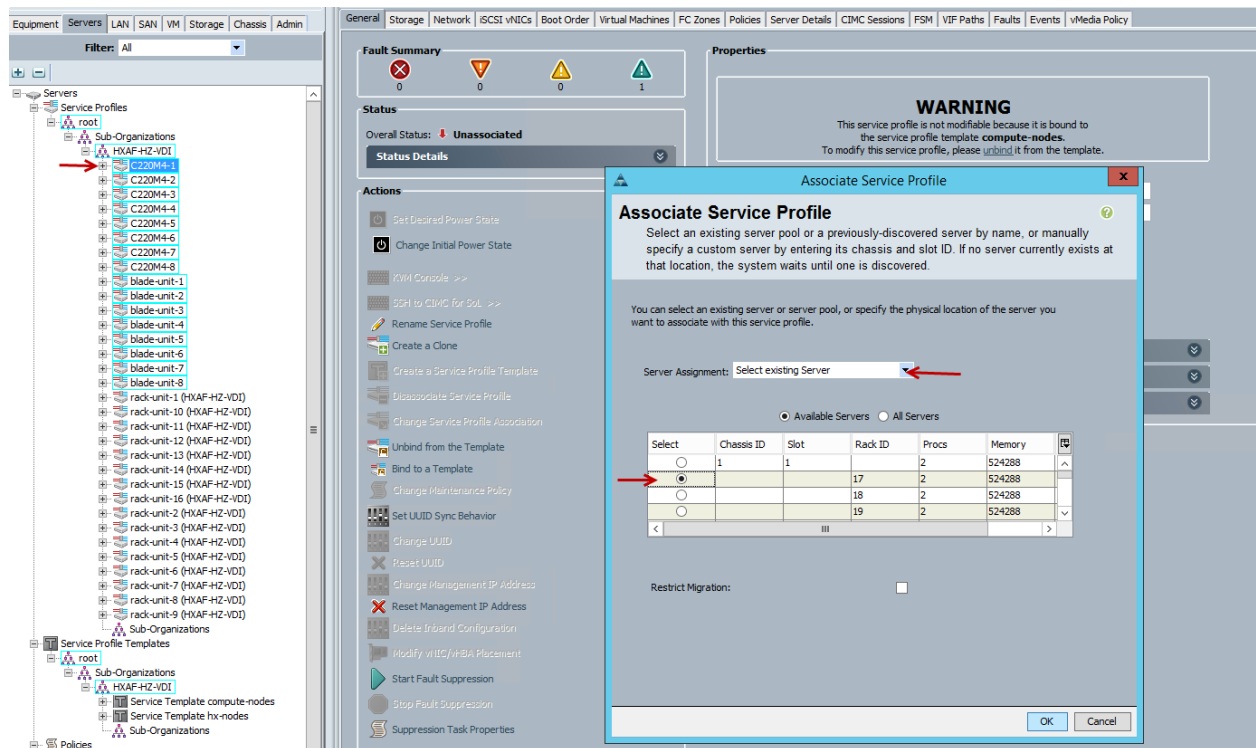 Equipment Servers LAN SAN VM Storage Chassis Admin
Filter: All
Servers
Service Profiles
root
Sub-Organizations
HXAF-HZ-VDI
C220M4-1
C220M4-2
C220M4-3
C220M4-4
C220M4-5
C220M4-6
C220M4-7
C220M4-8
blade-unit-1
blade-unit-2
blade-unit-3
blade-unit-4
blade-unit-5
blade-unit-6
blade-unit-7
blade-unit-8
rack-unit-1 (HXAF-HZ-VDI)
rack-unit-10 (HXAF-HZ-VDI)
rack-unit-11 (HXAF-HZ-VDI)
rack-unit-12 (HXAF-HZ-VDI)
rack-unit-13 (HXAF-HZ-VDI)
rack-unit-14 (HXAF-HZ-VDI)
rack-unit-15 (HXAF-HZ-VDI)
rack-unit-16 (HXAF-HZ-VDI)
rack-unit-2 (HXAF-HZ-VDI)
rack-unit-3 (HXAF-HZ-VDI)
rack-unit-4 (HXAF-HZ-VDI)
rack-unit-5 (HXAF-HZ-VDI)
rack-unit-6 (HXAF-HZ-VDI)
rack-unit-7 (HXAF-HZ-VDI)
rack-unit-8 (HXAF-HZ-VDI)
rack-unit-9 (HXAF-HZ-VDI)
Sub-Organizations
Service Profile Templates
root
Sub-Organizations
HXAF-HZ-VDI
Service Template compute-nodes
Service Template hx-nodes
Sub-Organizations
Policies
General Storage Network iSCSI vNICs Boot Order Virtual Machines FC Zones Policies Server Details CIMC Sessions FSM VIF Paths Faults Events vMedia Policy
Fault Summary
0 0 0 1
Status
Overall Status: Unassociated
Status Details
Actions
Set Desired Power State
Change Initial Power State
KVM Console >>
SSH to CIMC for SoL >>
Rename Service Profile
Create a Clone
Create a Service Profile Template
Disassociate Service Profile
Change Service Profile Association
Unbind from the Template
Bind to a Template
Change Maintenance Policy
Set UUID Sync Behavior
Change UUID
Reset UUID
Change Management IP Address
Reset Management IP Address
Delete Inband Configuration
Modify vNIC/vHBA Placement
Start Fault Suppression
Stop Fault Suppression
Suppression Task Properties
Properties
WARNING
This service profile is not modifiable because it is bound to
the service profile template compute-nodes.
To modify this service profile, please unbind it from the template.
Associate Service Profile
X
Associate Service Profile
?
Select an existing server pool or a previously-discovered server by name, or manually
specify a custom server by entering its chassis and slot ID. If no server currently exists at
that location, the system waits until one is discovered.
You can select an existing server or server pool, or specify the physical location of the server you
want to associate with this service profile.
Server Assignment: Select existing Server
Available Servers All Servers
Select Chassis ID Slot Rack ID Procs Memory
1 1 2 524288
17 2 524288
18 2 524288
19 2 524288
Restrict Migration:
OK Cancel